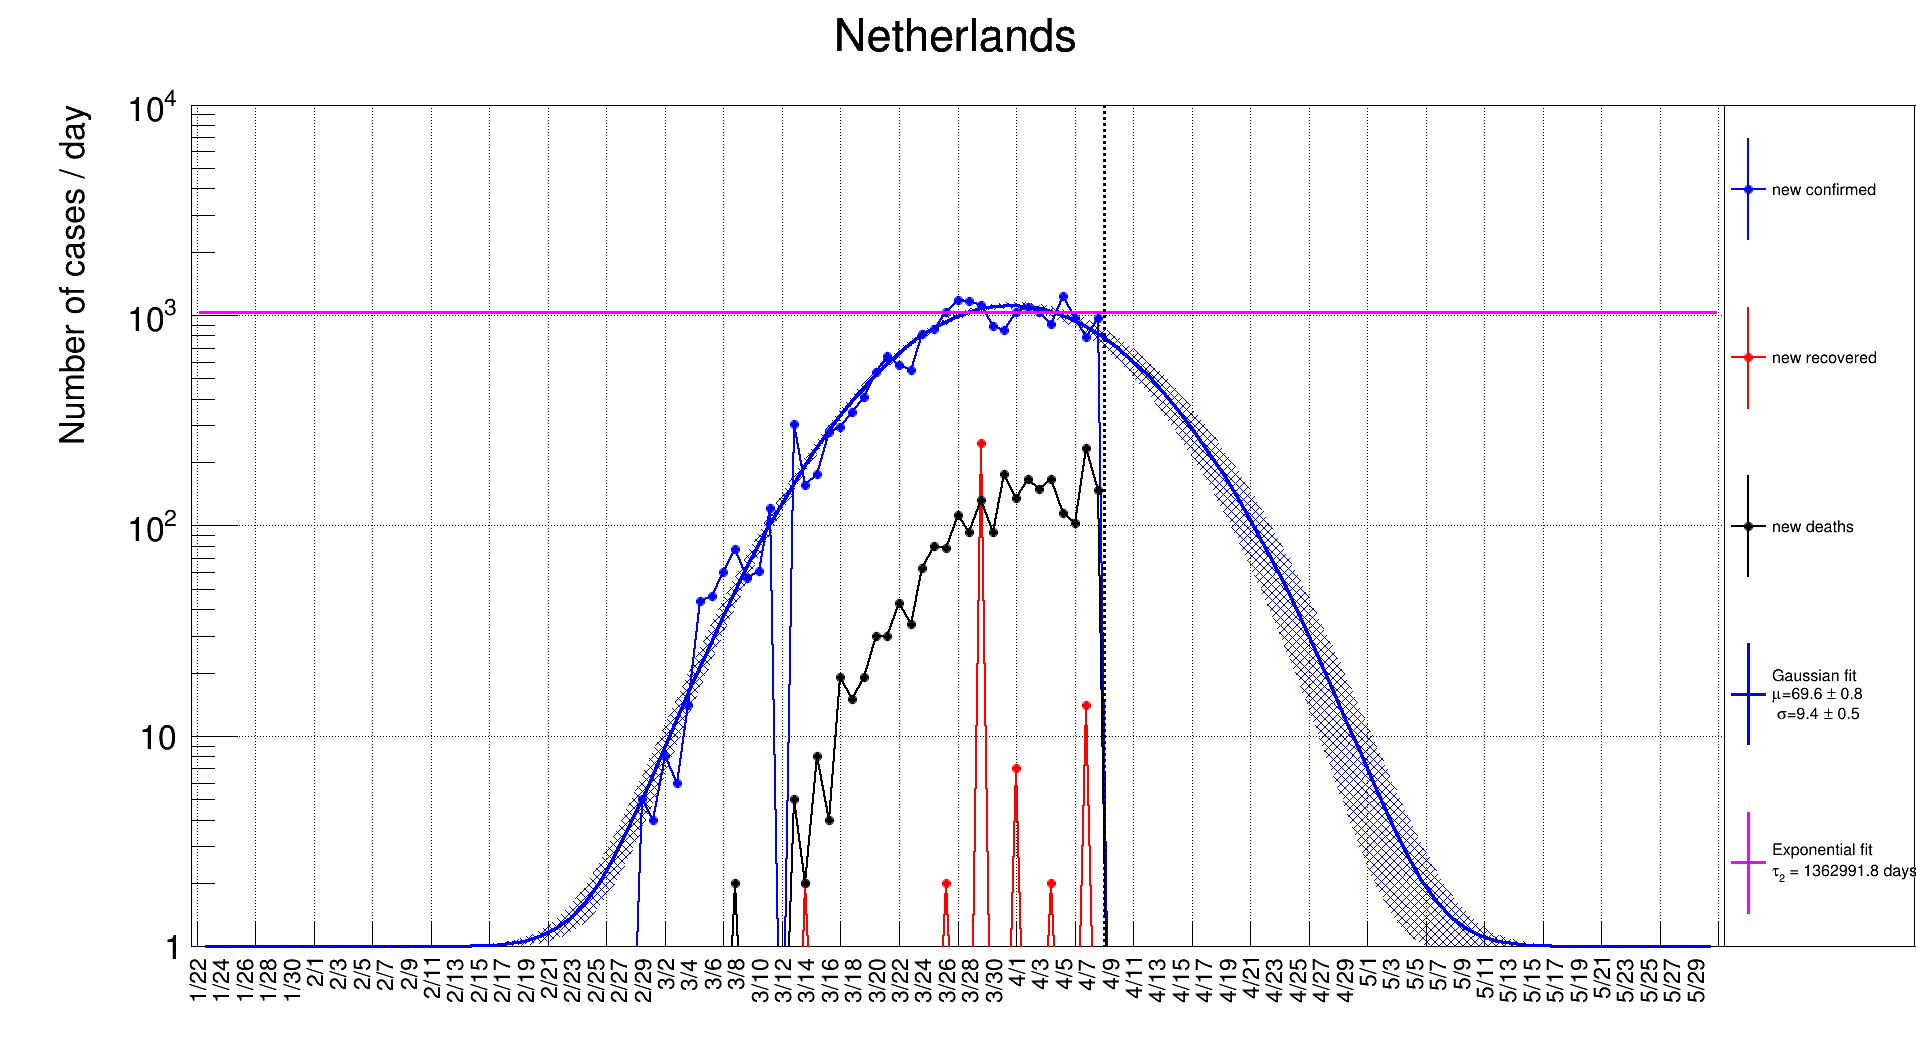 Netherlands
Number of cases / day
10^4
10^3
10^2
10
1
1/22 1/24 1/26 1/28 1/30 2/1 2/3 2/5 2/7 2/9 2/11 2/13 2/15 2/17 2/19 2/21 2/23 2/25 2/27 2/29 3/2 3/4 3/6 3/8 3/10 3/12 3/14 3/16 3/18 3/20 3/22 3/24 3/26 3/28 3/30 4/1 4/3 4/5 4/7 4/9 4/11 4/13 4/15 4/17 4/19 4/21 4/23 4/25 4/27 4/29 5/1 5/3 5/5 5/7 5/9 5/11 5/13 5/15 5/17 5/19 5/21 5/23 5/25 5/27 5/29
new confirmed
new recovered
new deaths
Gaussian fit
μ=69.6 ± 0.8
σ=9.4 ± 0.5
Exponential fit
τ₂ = 1362991.8 days